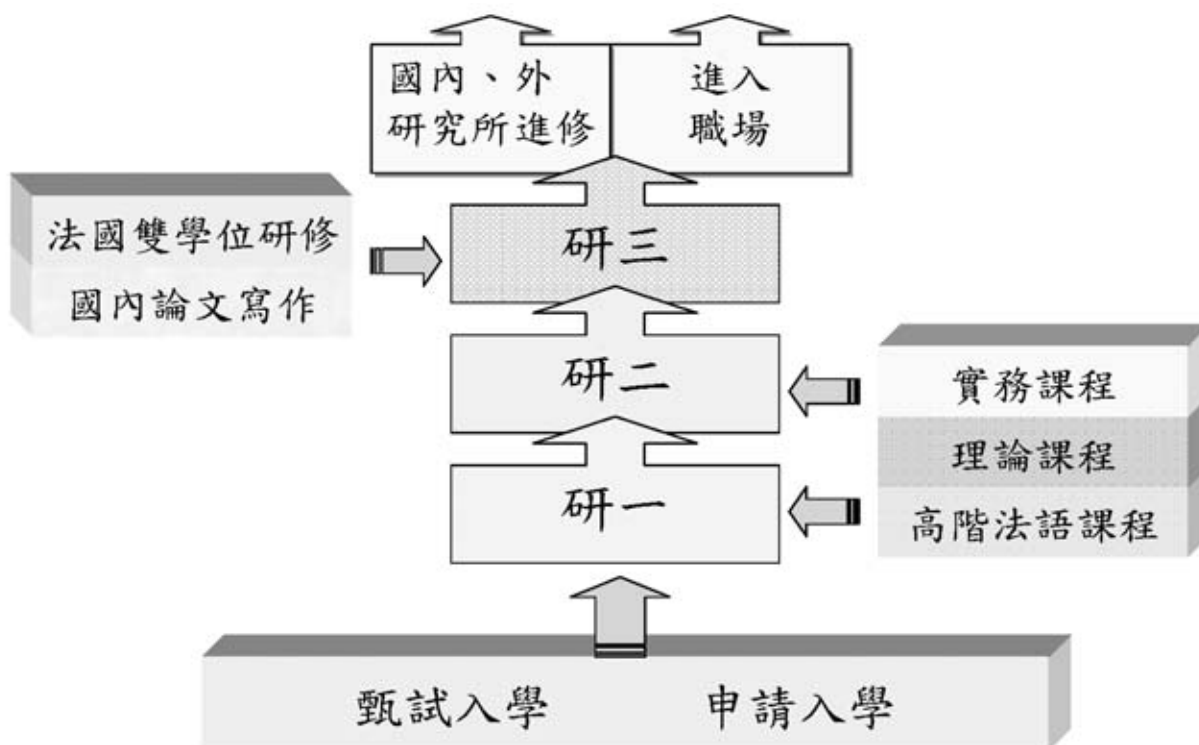 國內、外
研究所進修
進入
職場
法國雙學位研修
國內論文寫作
研三
研二
實務課程
理論課程
研一
高階法語課程
甄試入學 申請入學